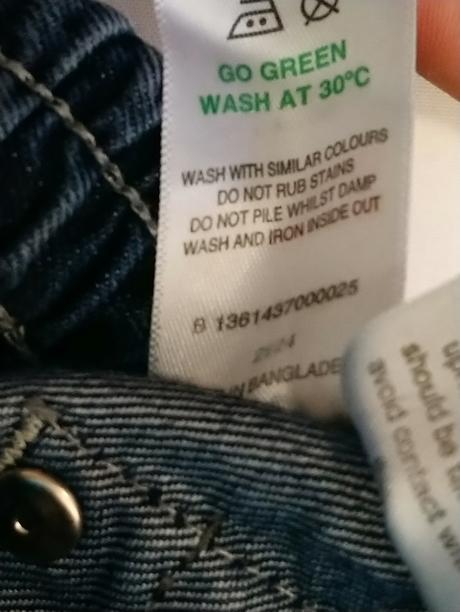 GO GREEN
WASH AT 30°C
WASH WITH SIMILAR COLOURS
DO NOT RUB STAINS
DO NOT PILE WHILST DAMP
WASH AND IRON INSIDE OUT
B 1361437000025
should be
avoid contact